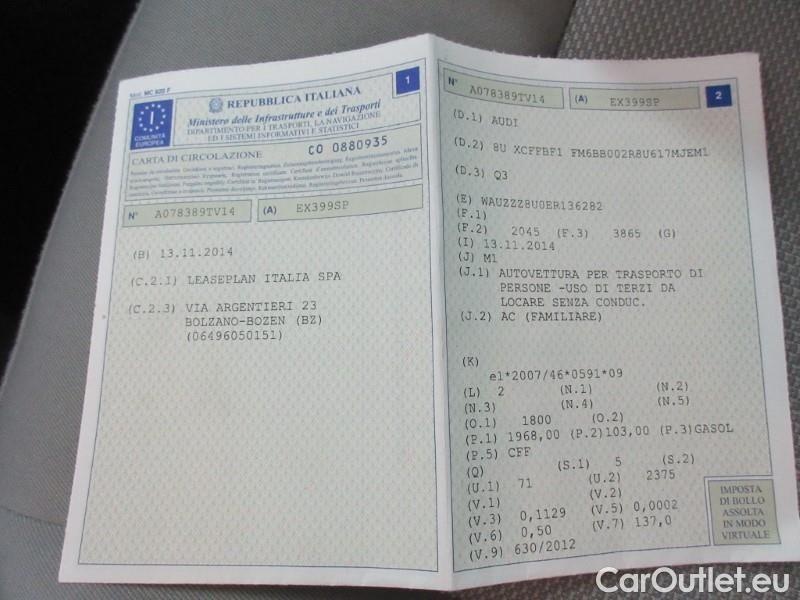 Mod. MC 820 F
1
I
COMUNITÀ
EUROPEA
REPUBBLICA ITALIANA
Ministero delle Infrastrutture e dei Trasporti
DIPARTIMENTO PER I TRASPORTI, LA NAVIGAZIONE
ED I SISTEMI INFORMATIVI E STATISTICI
CARTA DI CIRCOLAZIONE CO 0880935
N° A078389TV14 (A) EX399SP
(B) 13.11.2014
(C.2.1) LEASEPLAN ITALIA SPA
(C.2.3) VIA ARGENTIERI 23
BOLZANO-BOZEN (BZ)
(06496050151)
N° A078389TV14 (A) EX399SP 2
(D.1) AUDI
(D.2) 8U XCFFBF1 FM6BB002R8U617MJEM1
(D.3) Q3
(E) WAUZZZ8U0ER136282
(F.1)
(F.2) 2045 (F.3) 3865 (G)
(I) 13.11.2014
(J) M1
(J.1) AUTOVETTURA PER TRASPORTO DI
PERSONE -USO DI TERZI DA
LOCARE SENZA CONDUC.
(J.2) AC (FAMILIARE)
(K)
e1*2007/46*0591*09
(L) 2 (N.1) (N.2)
(N.3) (N.4) (N.5)
(O.1) 1800 (O.2)
(P.1) 1968,00 (P.2)103,00 (P.3)GASOL
(P.5) CFF
(Q) (S.1) 5 (S.2)
(U.1) 71 (U.2) 2375
(V.1) (V.2)
(V.3) 0,1129 (V.5) 0,0002
(V.6) 0,50 (V.7) 137,0
(V.9) 630/2012
IMPOSTA
DI BOLLO
ASSOLTA
IN MODO
VIRTUALE
CarOutlet.eu